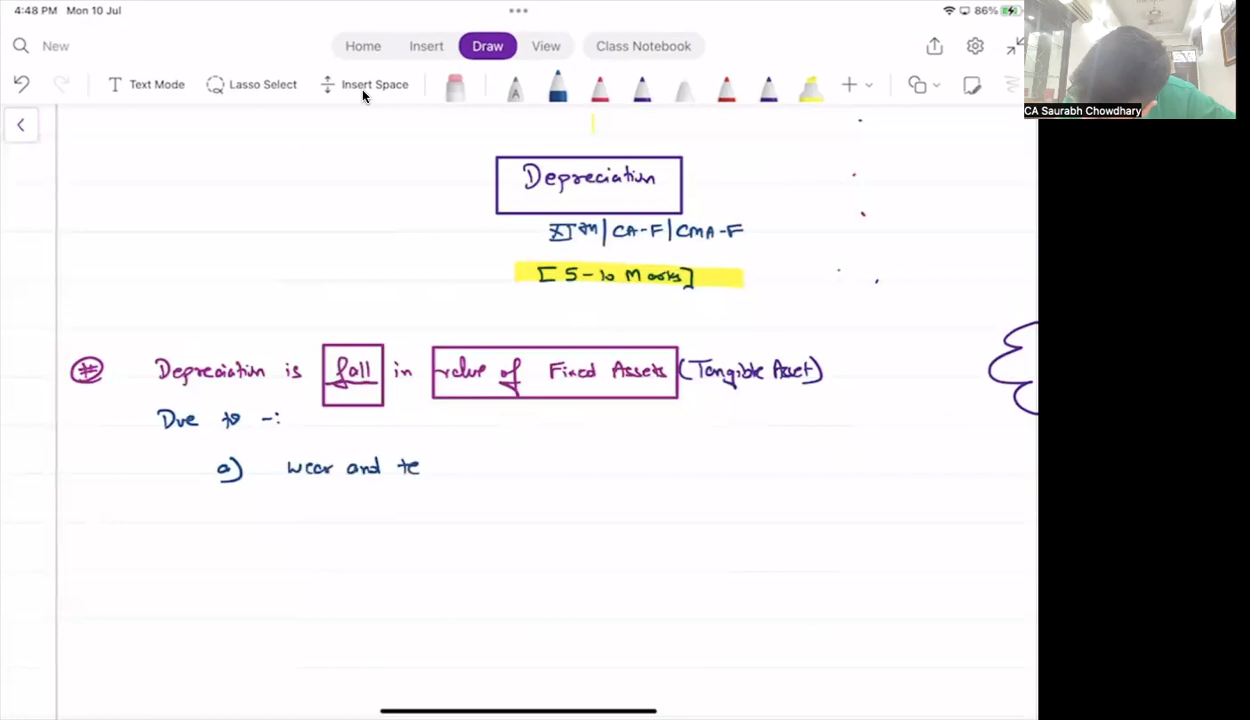 4:48 PM Mon 10 Jul
86%
New
Home Insert Draw View Class Notebook
Text Mode Lasso Select Insert Space
CA Saurabh Chowdhary
Depreciation
XI th | CA-F | CMA-F
[5-10 Marks]
# Depreciation is fall in value of Fixed Assets (Tangible Asset)
Due to -:
a) wear and te